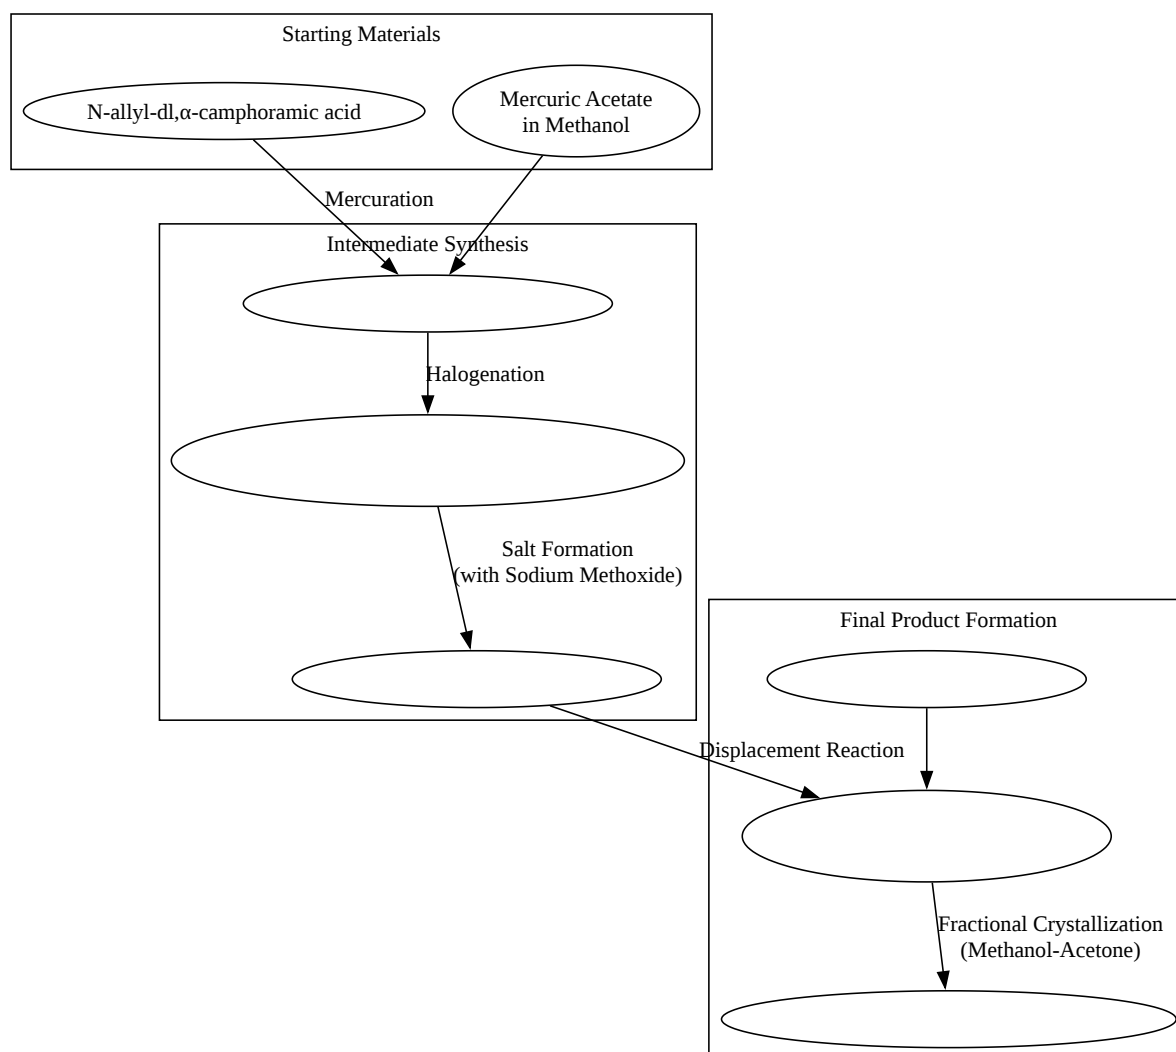 Starting Materials
N-allyl-dl,α-camphoramic acid
Mercuric Acetate
in Methanol
Mercuration
Intermediate Synthesis
Halogenation
Salt Formation
(with Sodium Methoxide)
Final Product Formation
Displacement Reaction
Fractional Crystallization
(Methanol-Acetone)